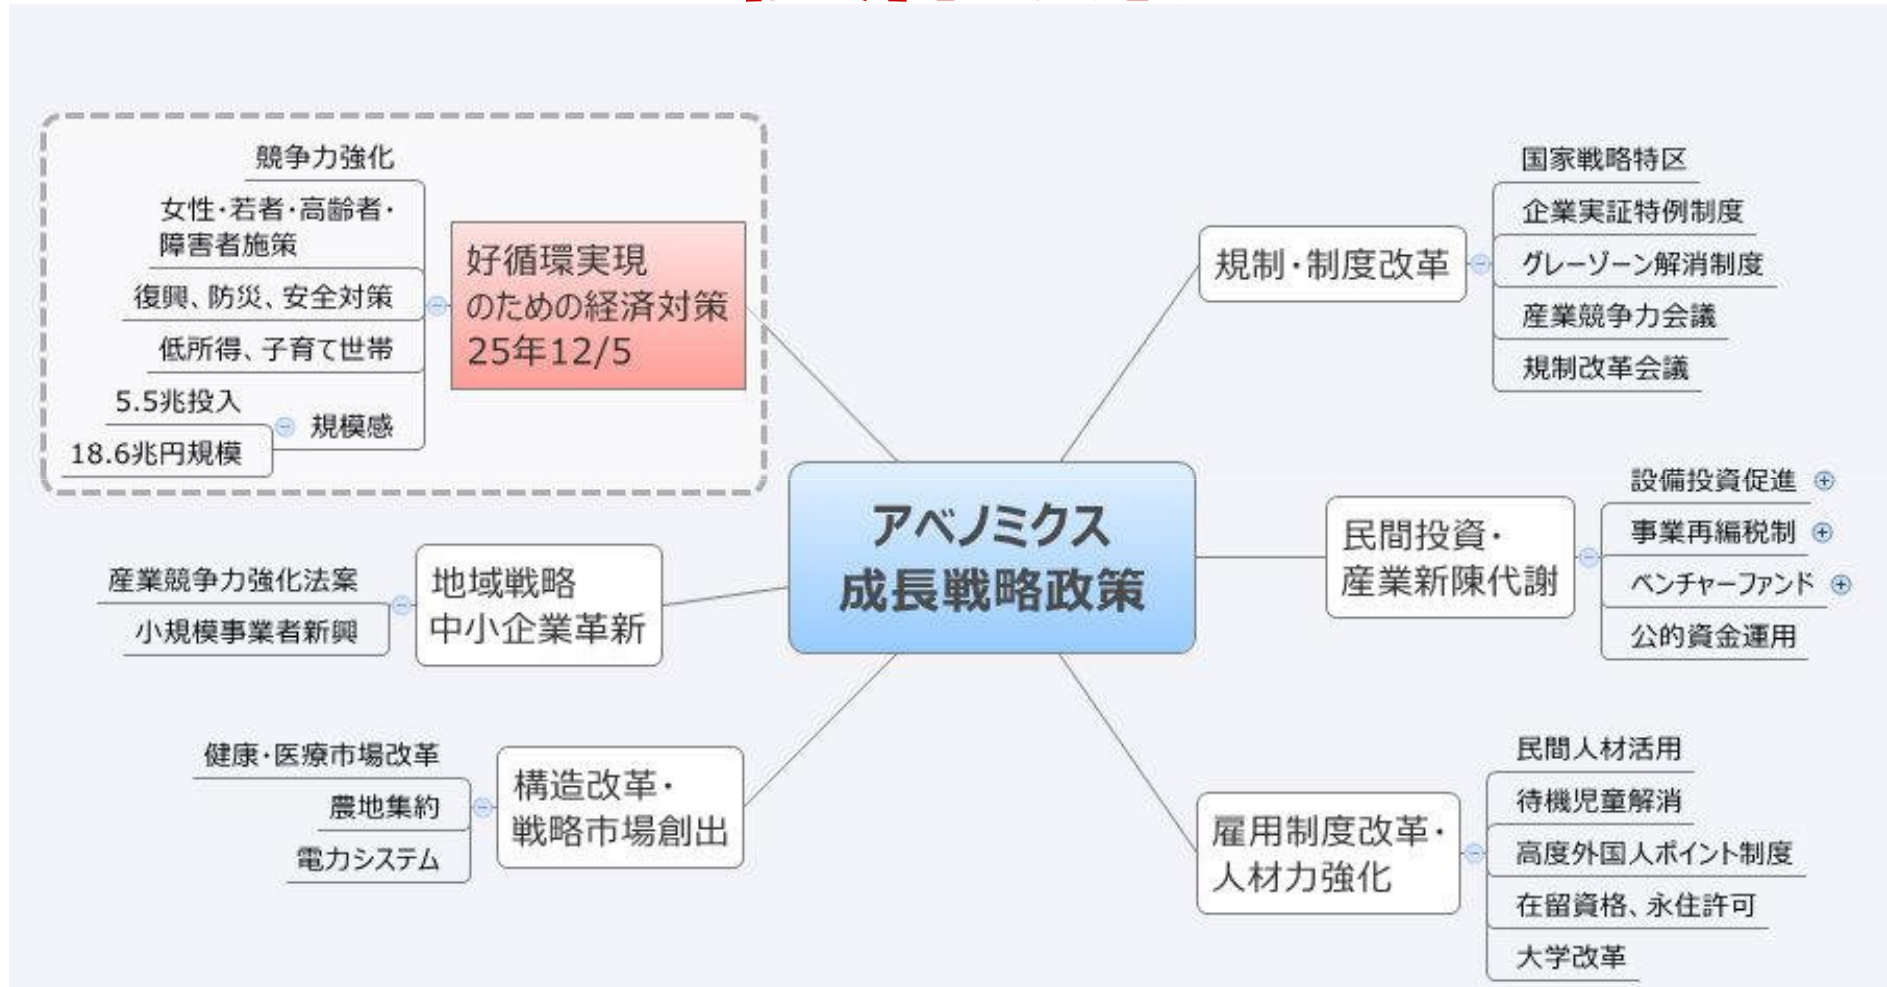 競争力強化
女性・若者・高齢者・
障害者施策
復興、防災、安全対策
低所得、子育て世帯
5.5兆投入
18.6兆円規模
規模感
好循環実現
のための経済対策
25年12/5
産業競争力強化法案
小規模事業者新興
地域戦略
中小企業革新
健康・医療市場改革
農地集約
電力システム
構造改革・
戦略市場創出
アベノミクス
成長戦略政策
規制・制度改革
国家戦略特区
企業実証特例制度
グレーゾーン解消制度
産業競争力会議
規制改革会議
民間投資・
産業新陳代謝
設備投資促進
事業再編税制
ベンチャーファンド
公的資金運用
雇用制度改革・
人材力強化
民間人材活用
待機児童解消
高度外国人ポイント制度
在留資格、永住許可
大学改革